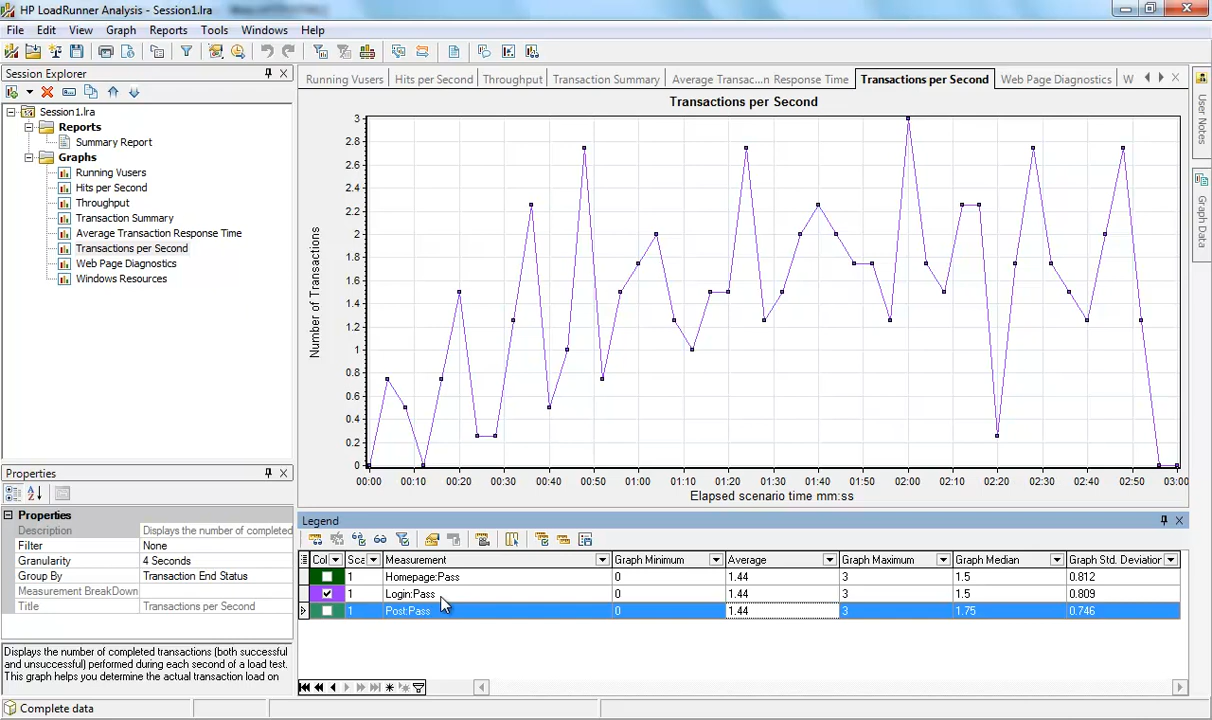 HP LoadRunner Analysis - Session1.lra
File Edit View Graph Reports Tools Windows Help
Session Explorer
Session1.lra
Reports
Summary Report
Graphs
Running Vusers
Hits per Second
Throughput
Transaction Summary
Average Transaction Response Time
Transactions per Second
Web Page Diagnostics
Windows Resources
Properties
Properties
Description Displays the number of completed
Filter None
Granularity 4 Seconds
Group By Transaction End Status
Measurement BreakDown
Title Transactions per Second
Displays the number of completed
transactions (both successful
and unsuccessful) performed during each second of a load test.
This graph helps you determine the actual transaction load on
Complete data
Running Vusers Hits per Second Throughput Transaction Summary Average Transac...n Response Time Transactions per Second Web Page Diagnostics W
Transactions per Second
Number of Transactions
3
2.8
2.6
2.4
2.2
2
1.8
1.6
1.4
1.2
1
0.8
0.6
0.4
0.2
0
00:00 00:10 00:20 00:30 00:40 00:50 01:00 01:10 01:20 01:30 01:40 01:50 02:00 02:10 02:20 02:30 02:40 02:50 03:00
Elapsed scenario time mm:ss
Legend
Col Sca Measurement Graph Minimum Average Graph Maximum Graph Median Graph Std. Deviation
1 Homepage:Pass 0 1.44 3 1.5 0.812
1 Login:Pass 0 1.44 3 1.5 0.809
1 Post:Pass 0 1.44 3 1.75 0.746
User Notes
Graph Data